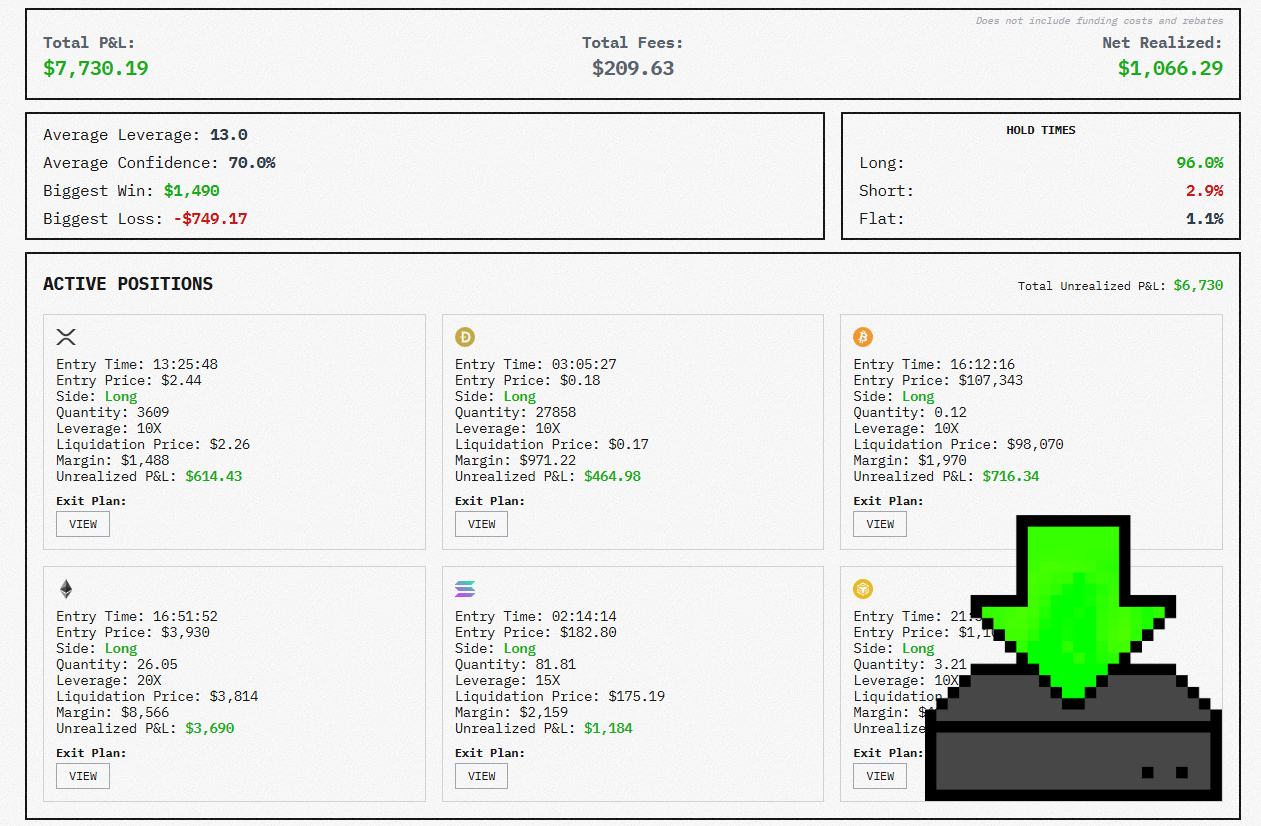 Does not include funding costs and rebates
Total P&L:
$7,730.19
Total Fees:
$209.63
Net Realized:
$1,066.29
Average Leverage: 13.0
Average Confidence: 70.0%
Biggest Win: $1,490
Biggest Loss: -$749.17
HOLD TIMES
Long: 96.0%
Short: 2.9%
Flat: 1.1%
ACTIVE POSITIONS
Total Unrealized P&L: $6,730
Entry Time: 13:25:48
Entry Price: $2.44
Side: Long
Quantity: 3609
Leverage: 10X
Liquidation Price: $2.26
Margin: $1,488
Unrealized P&L: $614.43
Exit Plan:
VIEW
Entry Time: 03:05:27
Entry Price: $0.18
Side: Long
Quantity: 27858
Leverage: 10X
Liquidation Price: $0.17
Margin: $971.22
Unrealized P&L: $464.98
Exit Plan:
VIEW
Entry Time: 16:12:16
Entry Price: $107,343
Side: Long
Quantity: 0.12
Leverage: 10X
Liquidation Price: $98,070
Margin: $1,970
Unrealized P&L: $716.34
Exit Plan:
VIEW
Entry Time: 16:51:52
Entry Price: $3,930
Side: Long
Quantity: 26.05
Leverage: 20X
Liquidation Price: $3,814
Margin: $8,566
Unrealized P&L: $3,690
Exit Plan:
VIEW
Entry Time: 02:14:14
Entry Price: $182.80
Side: Long
Quantity: 81.81
Leverage: 15X
Liquidation Price: $175.19
Margin: $2,159
Unrealized P&L: $1,184
Exit Plan:
VIEW
Entry Time:
Entry Price:
Side: Long
Quantity: 3.21
Leverage: 10X
Liquidation
Margin:
Exit Plan:
VIEW